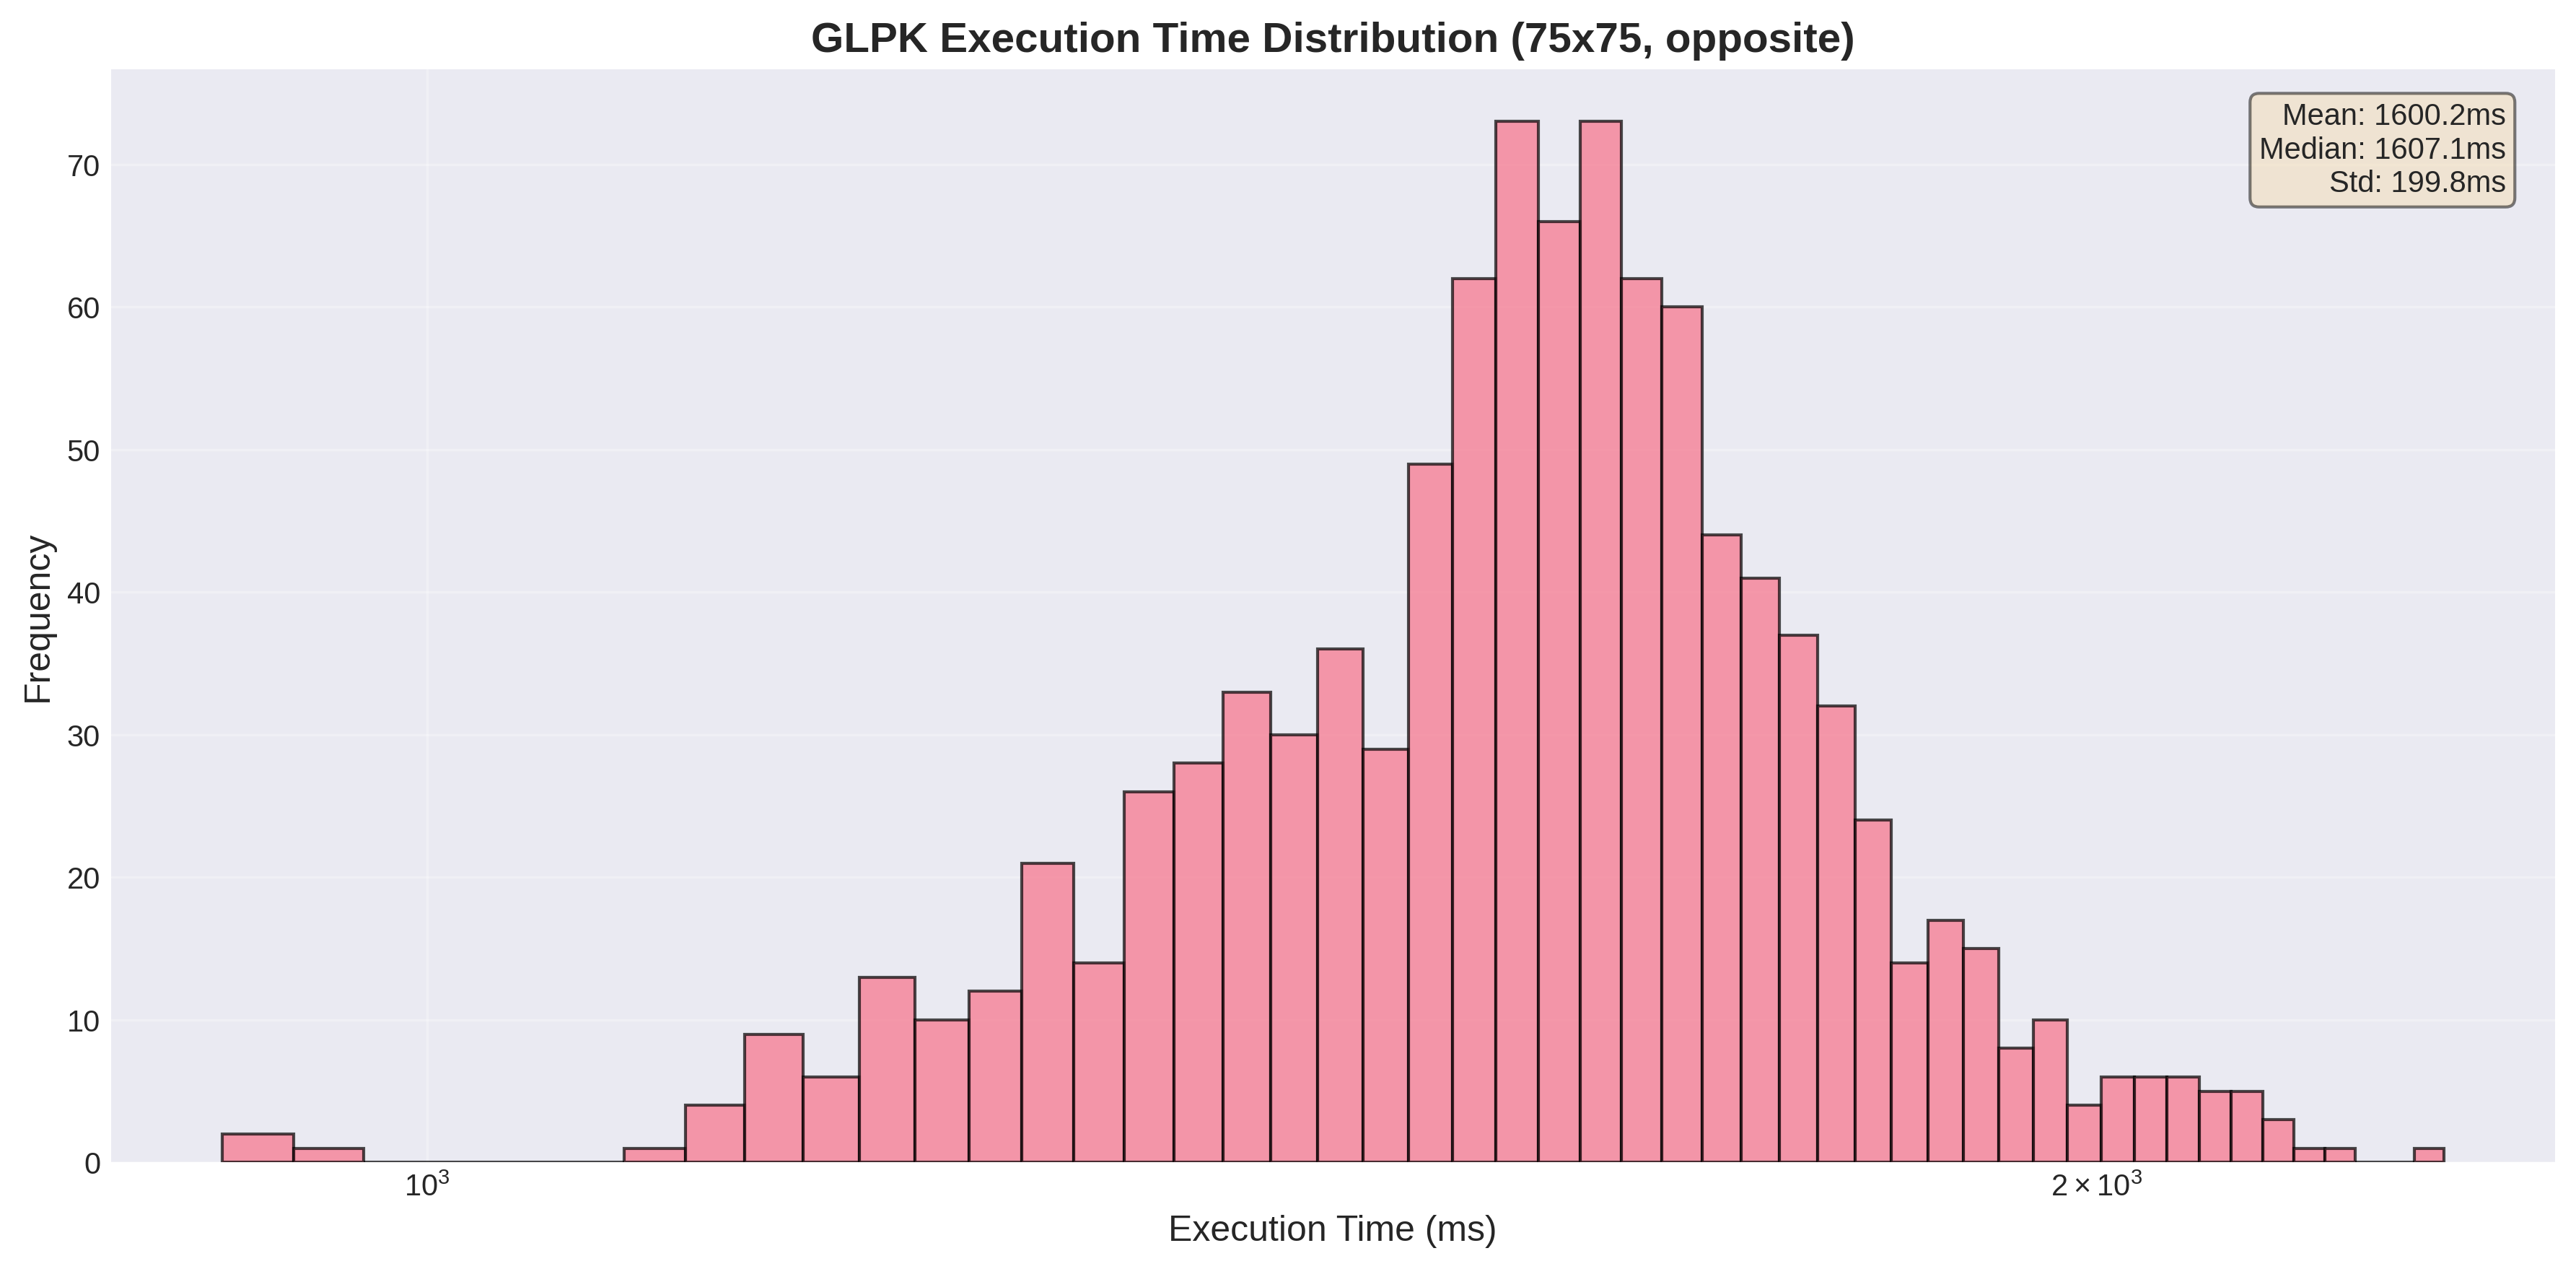 GLPK Execution Time Distribution (75x75, opposite)
Mean: 1600.2ms
Median: 1607.1ms
Std: 199.8ms
Frequency
70
60
50
40
30
20
10
0
10³
2 × 10³
Execution Time (ms)